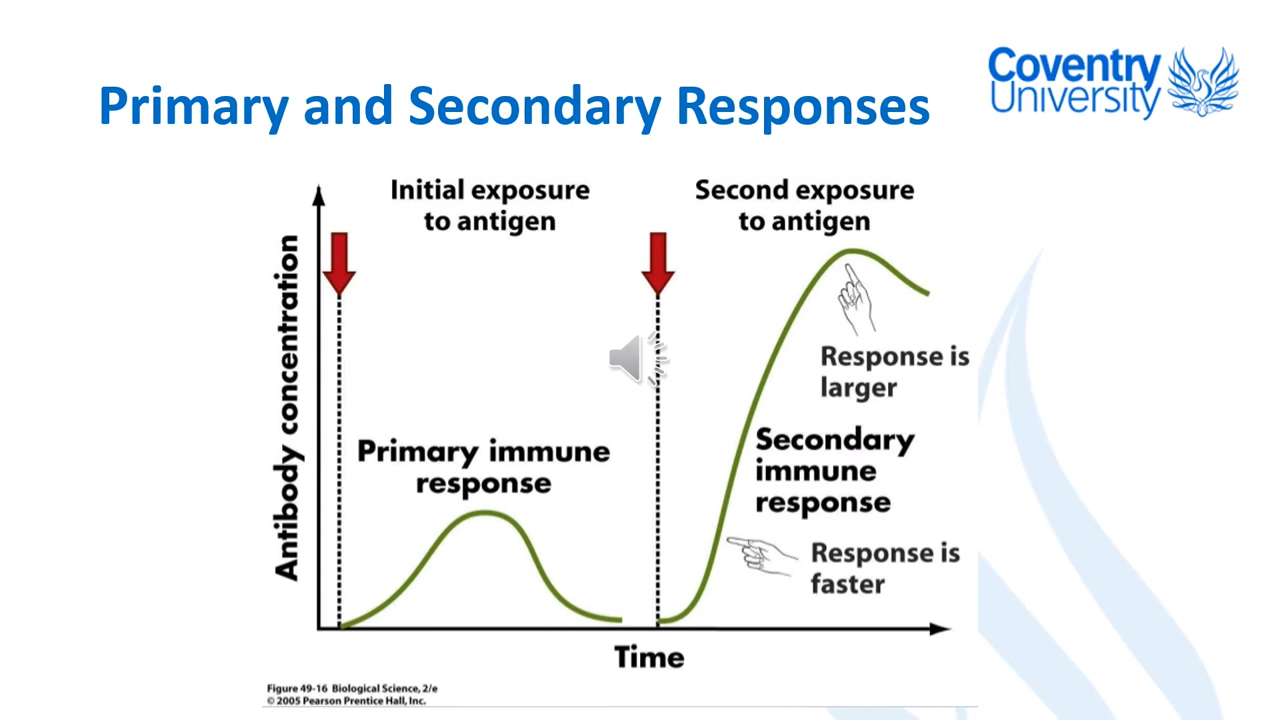 Coventry
University
Primary and Secondary Responses
Initial exposure
to antigen
Second exposure
to antigen
Antibody concentration
Response is
larger
Primary immune
response
Secondary
immune
response
Response is
faster
Time
Figure 49-16 Biological Science, 2/e
© 2005 Pearson Prentice Hall, Inc.